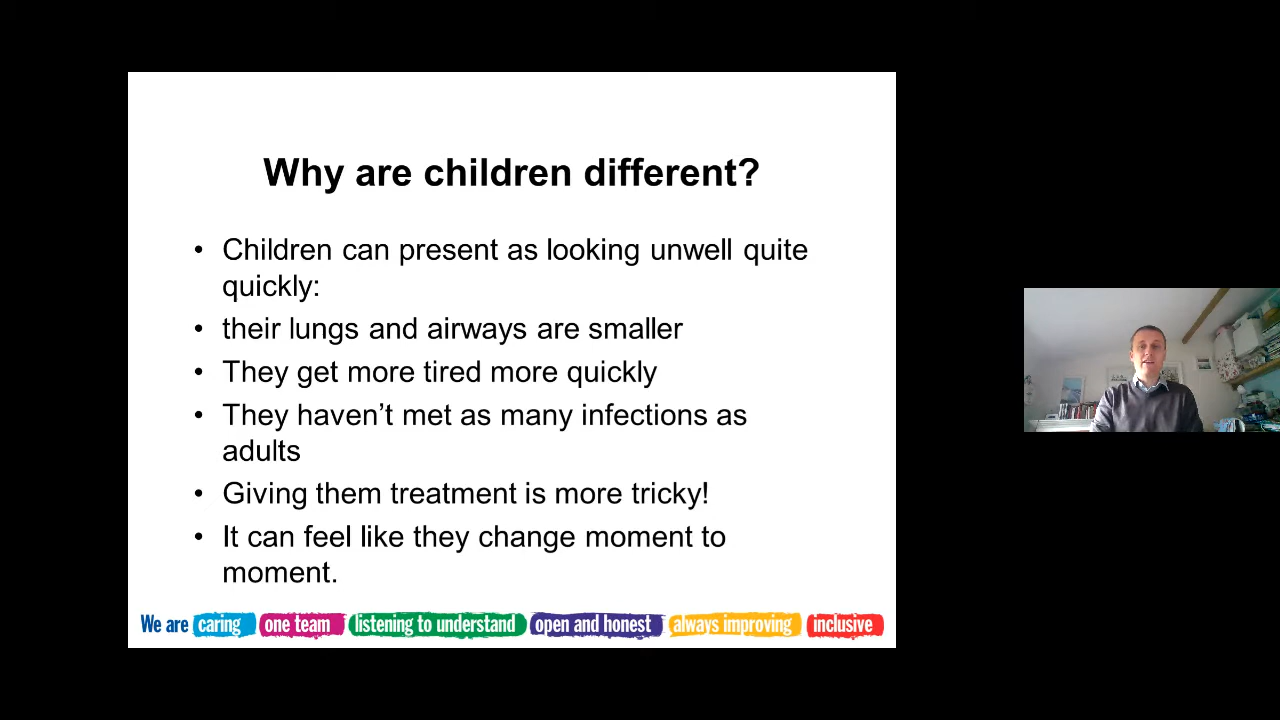 Why are children different?
• Children can present as looking unwell quite
quickly:
• their lungs and airways are smaller
• They get more tired more quickly
• They haven’t met as many infections as
adults
• Giving them treatment is more tricky!
• It can feel like they change moment to
moment.
We are caring one team listening to understand open and honest always improving inclusive